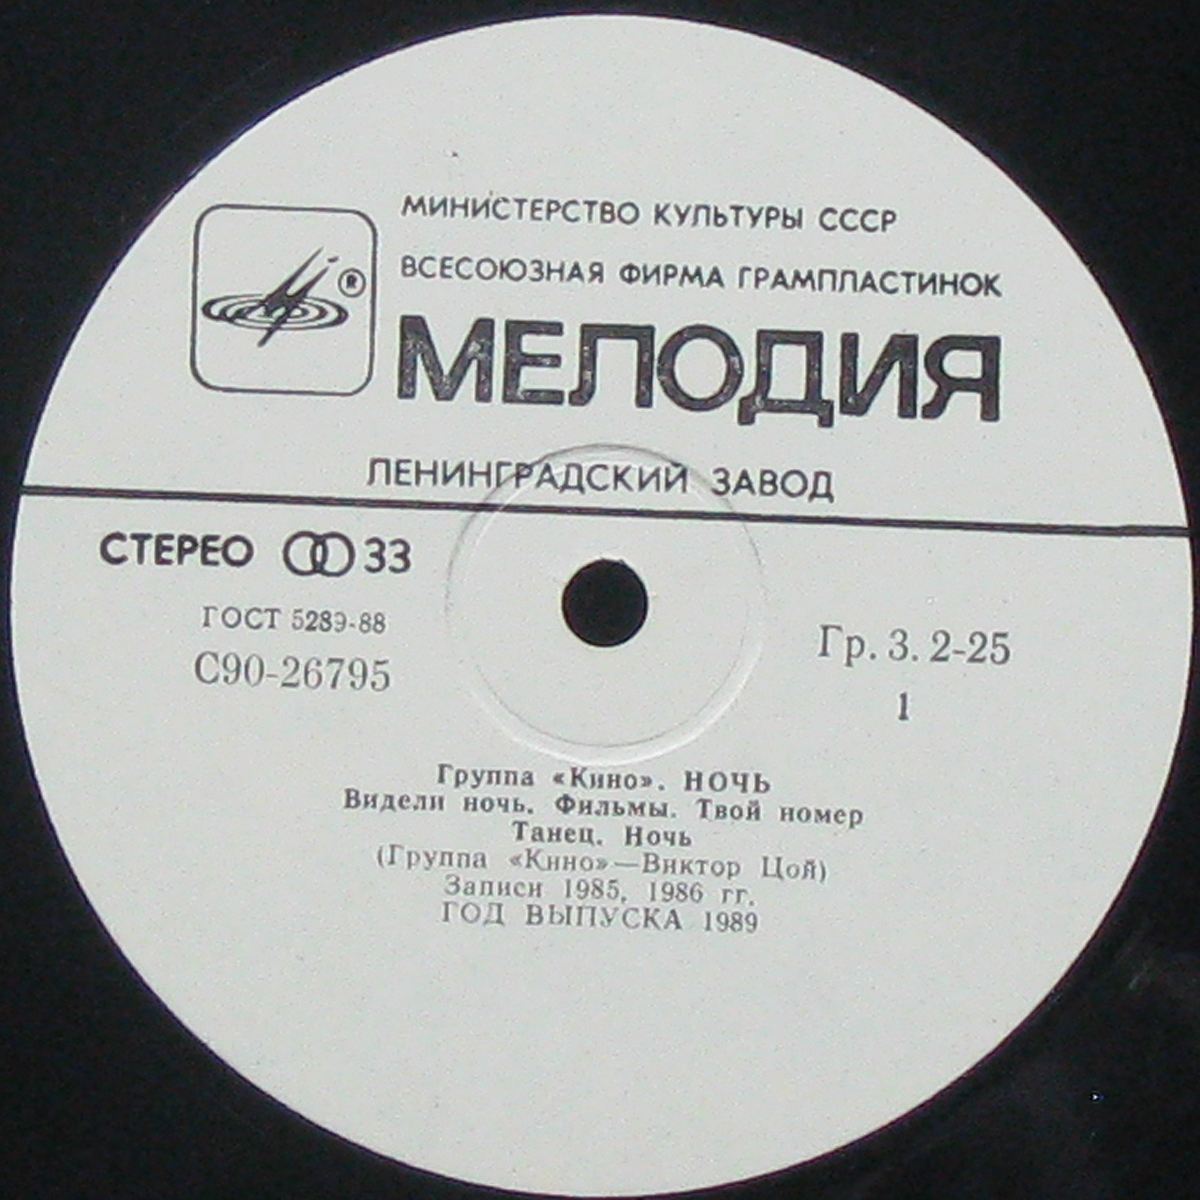 МИНИСТЕРСТВО КУЛЬТУРЫ СССР
ВСЕСОЮЗНАЯ ФИРМА ГРАМПЛАСТИНОК
®
МЕЛОДИЯ
ЛЕНИНГРАДСКИЙ ЗАВОД
СТЕРЕО 33
ГОСТ 5289-88
С90-26795
Гр. 3. 2-25
1
Группа «Кино». НОЧЬ
Видели ночь. Фильмы. Твой номер
Танец. Ночь
(Группа «Кино»—Виктор Цой)
Записи 1985, 1986 гг.
ГОД ВЫПУСКА 1989